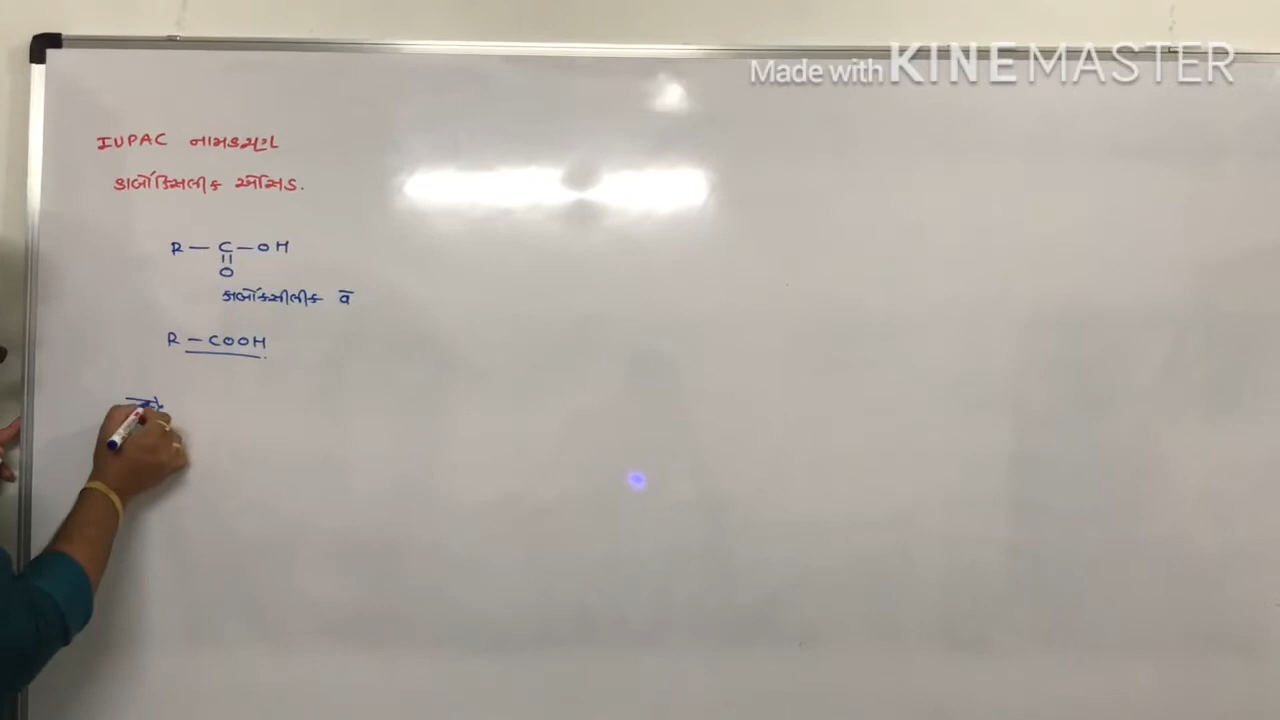 Made with KINEMASTER
IUPAC નામકરણ
કાર્બોક્સિલીક એસિડ.
R — C — OH
||
O
કાર્બોક્સીલીક
R — COOH